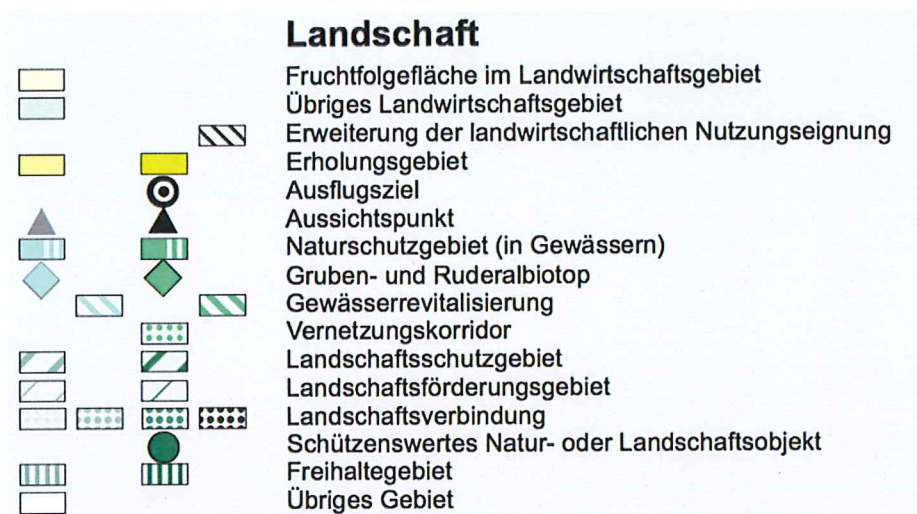 Landschaft
Fruchtfolgefläche im Landwirtschaftsgebiet
Übriges Landwirtschaftsgebiet
Erweiterung der landwirtschaftlichen Nutzungseignung
Erholungsgebiet
Ausflugsziel
Aussichtspunkt
Naturschutzgebiet (in Gewässern)
Gruben- und Ruderalbiotop
Gewässerrevitalisierung
Vernetzungskorridor
Landschaftsschutzgebiet
Landschaftsförderungsgebiet
Landschaftsverbindung
Schützenswertes Natur- oder Landschaftsobjekt
Freihaltegebiet
Übriges Gebiet